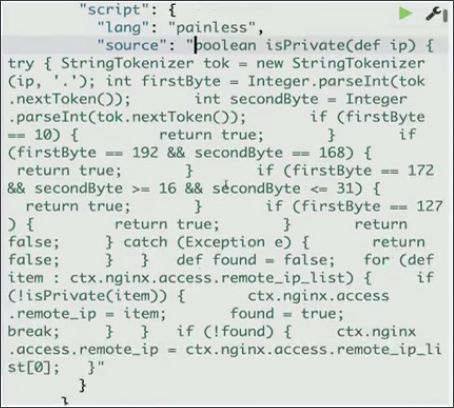 "script": {
"lang": "painless",
"source": "boolean isPrivate(def ip) {
try { StringTokenizer tok = new StringTokenizer
(ip, '.'); int firstByte = Integer.parseInt(tok
.nextToken());       int secondByte = Integer
.parseInt(tok.nextToken());       if (firstByte
== 10) {         return true;       }       if
(firstByte == 192 && secondByte == 168) {
return true;       }       if (firstByte == 172
&& secondByte >= 16 && secondByte <= 31) {
return true;       }       if (firstByte == 127
) {         return true;       }       return
false;     } catch (Exception e) {       return
false;     }   }   def found = false;   for (def
item : ctx.nginx.access.remote_ip_list) {     if
(!isPrivate(item)) {       ctx.nginx.access
.remote_ip = item;       found = true;
break;     }   }   if (!found) {     ctx.nginx
.access.remote_ip = ctx.nginx.access.remote_ip_li
st[0];   }"
}
}